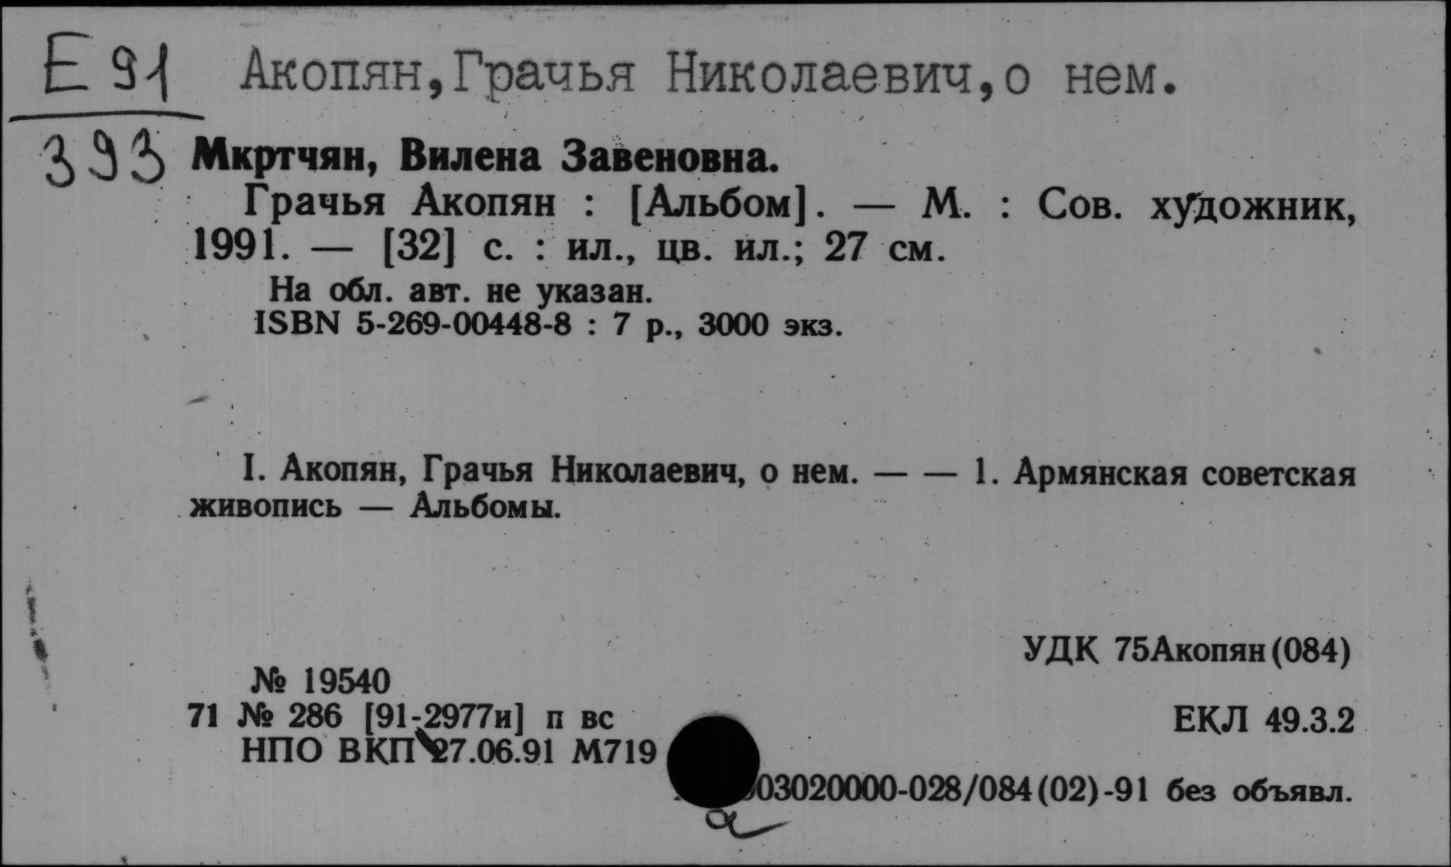 Е 91 Акопян,Грачья Николаевич,о нем.
393 Мкртчян, Вилена Завеновна.
Грачья Акопян : [Альбом]. — М. : Сов. художник,
1991. — [32] с. : ил., цв. ил.; 27 см.
На обл. авт. не указан.
ISBN 5-269-00448-8 : 7 р., 3000 экз.
I. Акопян, Грачья Николаевич, о нем. — — 1. Армянская советская
живопись — Альбомы.
УДК 75Акопян(084)
№ 19540
71 № 286 [91-2977и] п вс
ЕКЛ 49.3.2
НПО ВКП 27.06.91 М719
03020000-028/084(02)-91 без объявл.